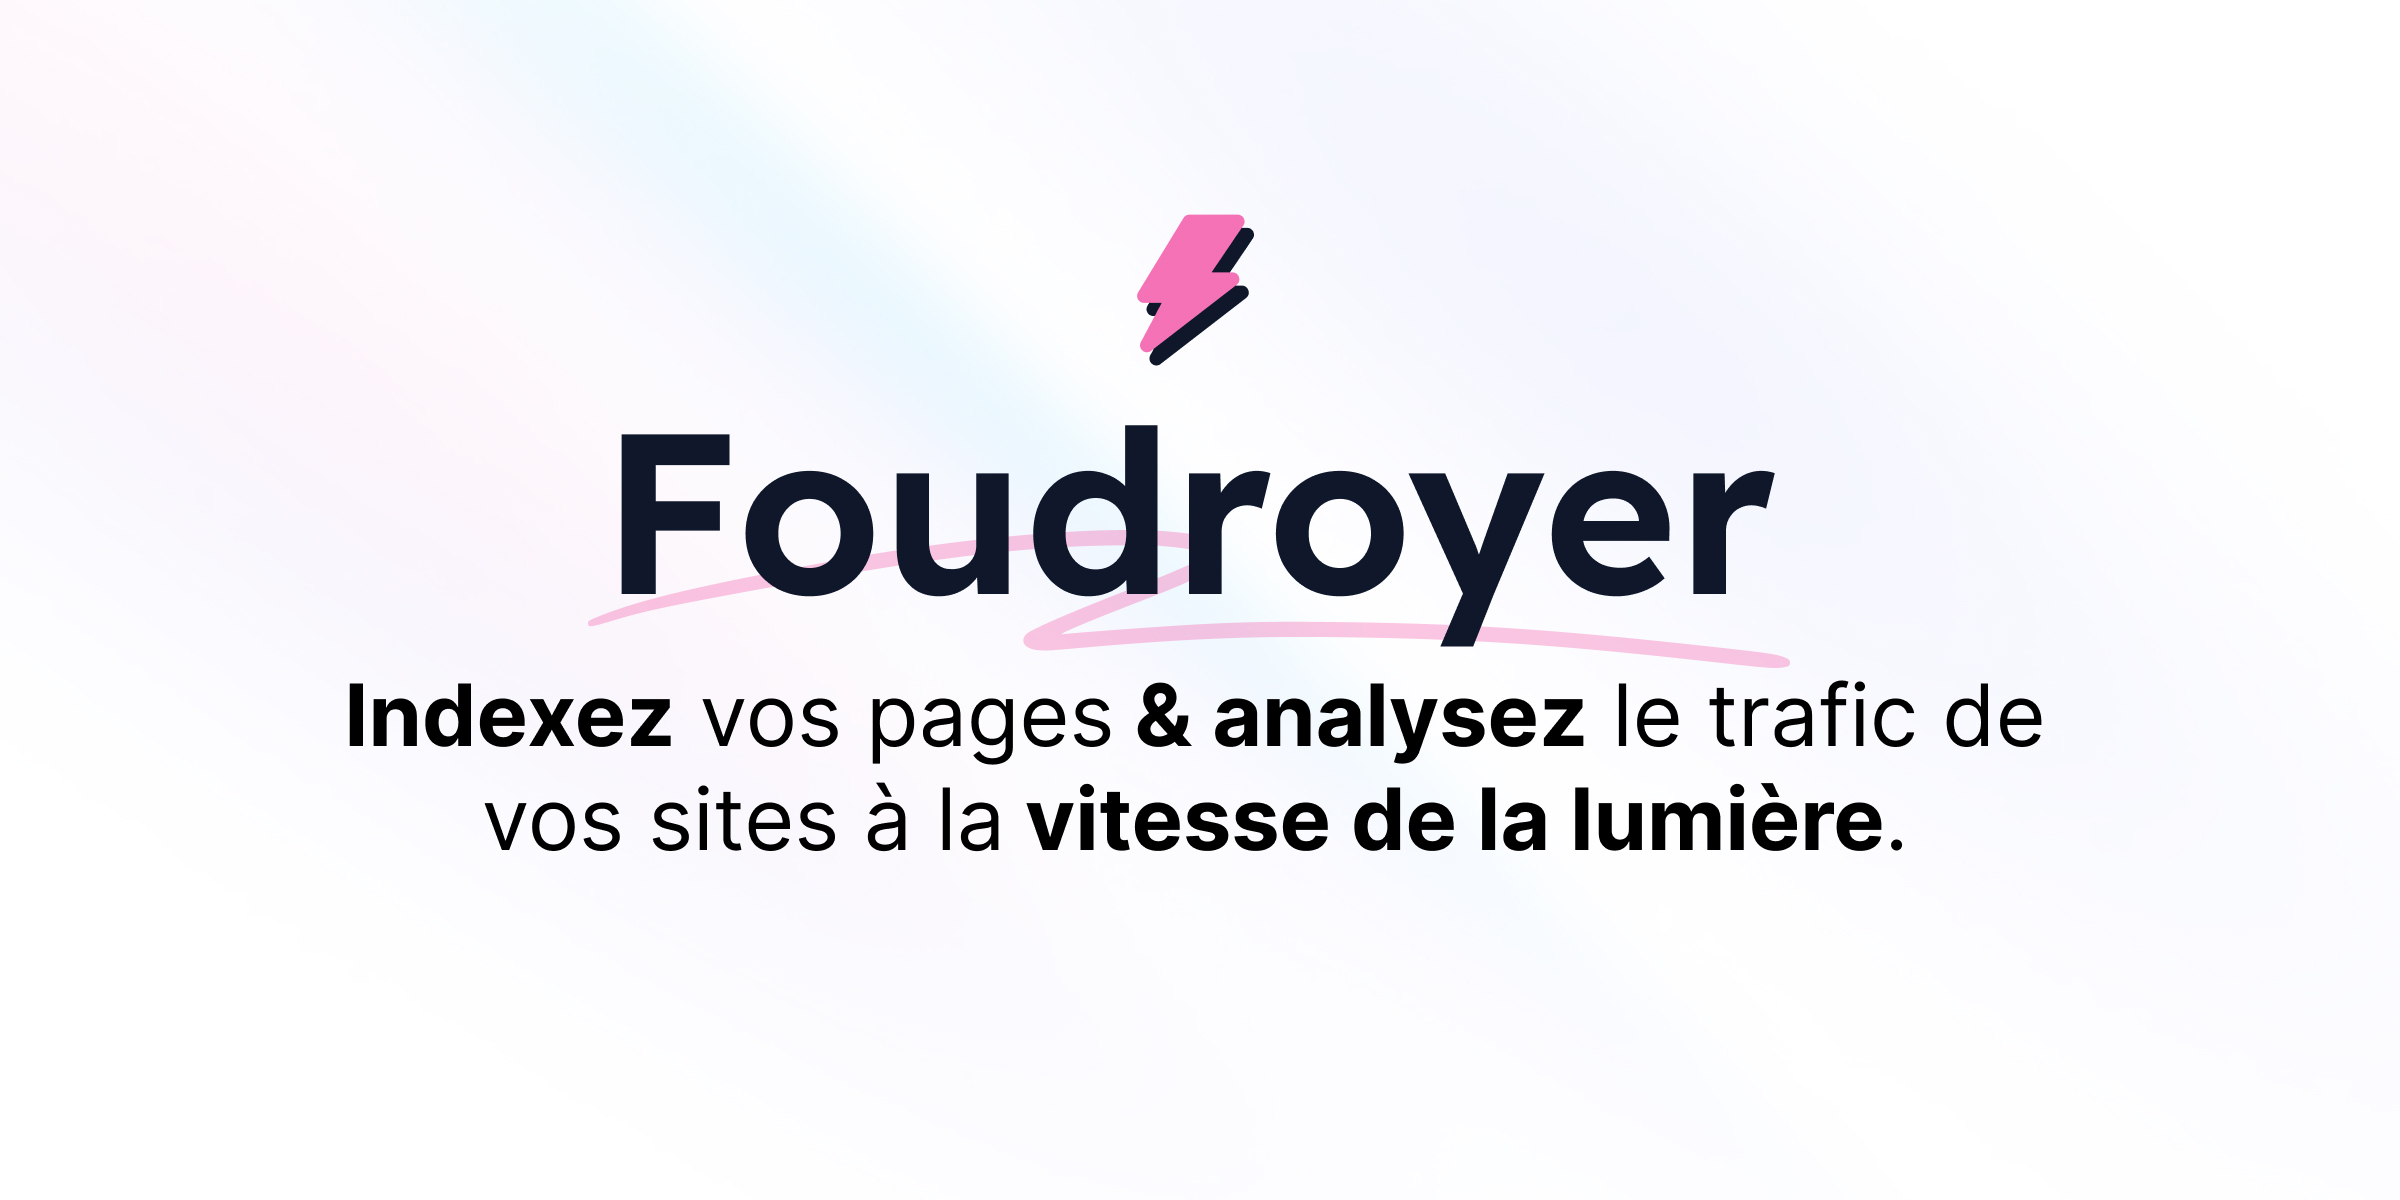 Foudroyer
Indexez vos pages & analysez le trafic de
vos sites à la vitesse de la lumière.